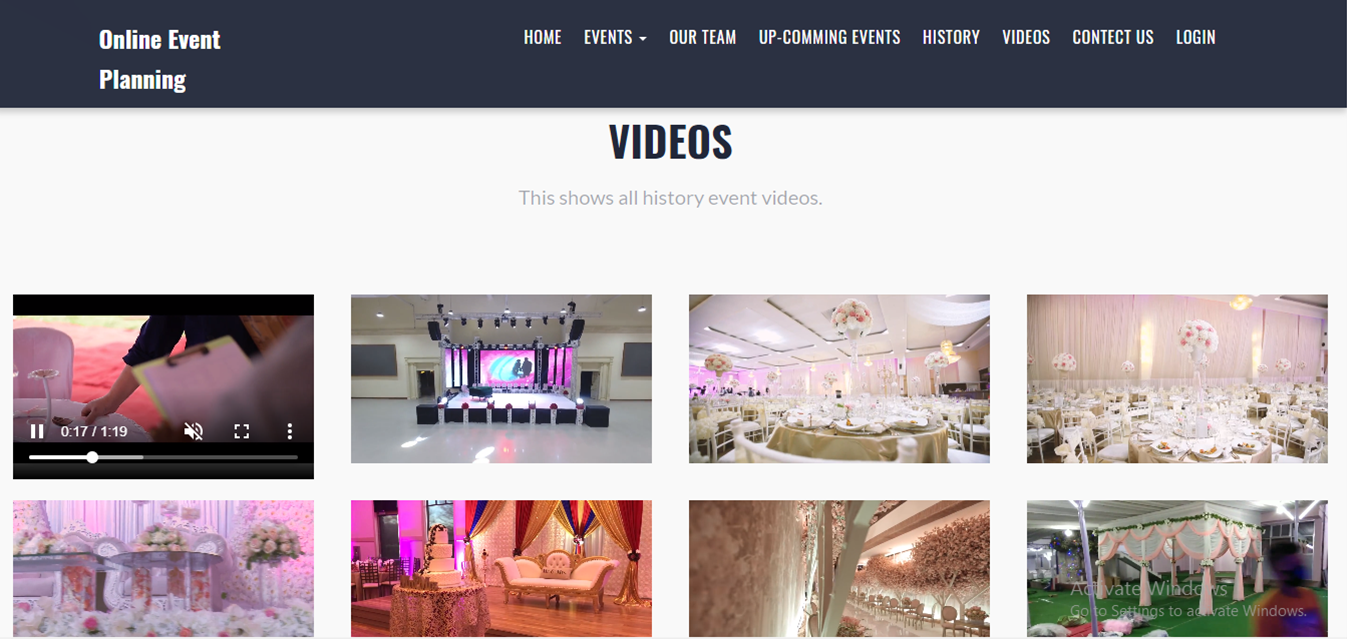 Online Event
Planning
HOME
EVENTS
OUR TEAM
UP-COMMING EVENTS
HISTORY
VIDEOS
CONTECT US
LOGIN
VIDEOS
This shows all history event videos.
0:17 / 1:19
Activate Windows
Go to Settings to activate Windows.